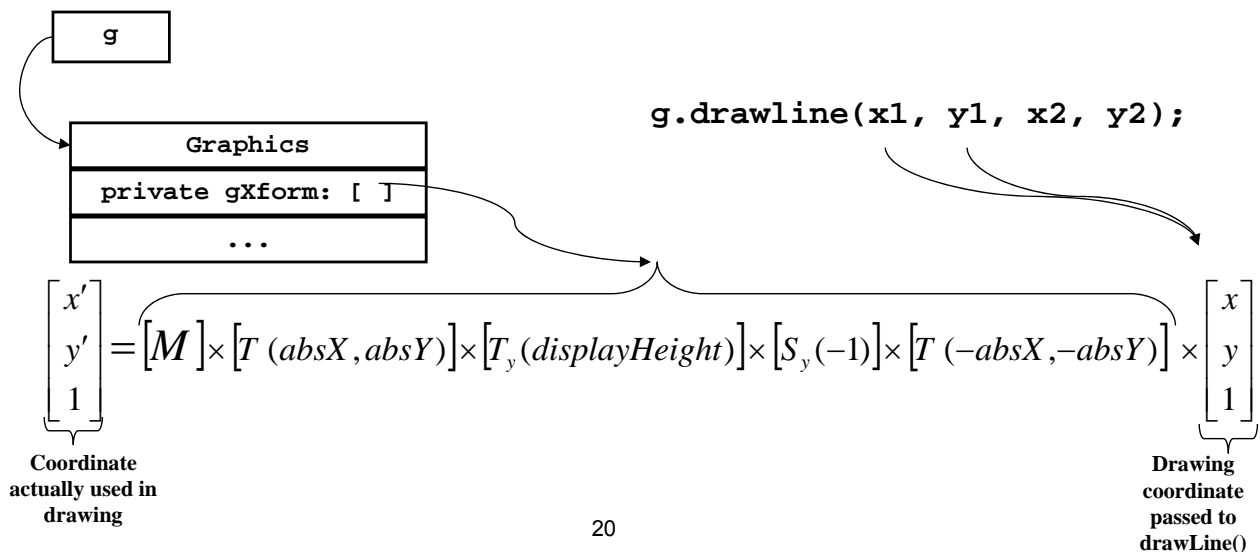 g
g.drawline(x1, y1, x2, y2);
Graphics
private gXform: [ ]
...
[x′ y′ 1] = [M] × [T (absX, absY)] × [T_y(displayHeight)] × [S_y(−1)] × [T (−absX, −absY)] × [x y 1]
Coordinate
actually used in
drawing
Drawing
coordinate
passed to
drawLine()
20